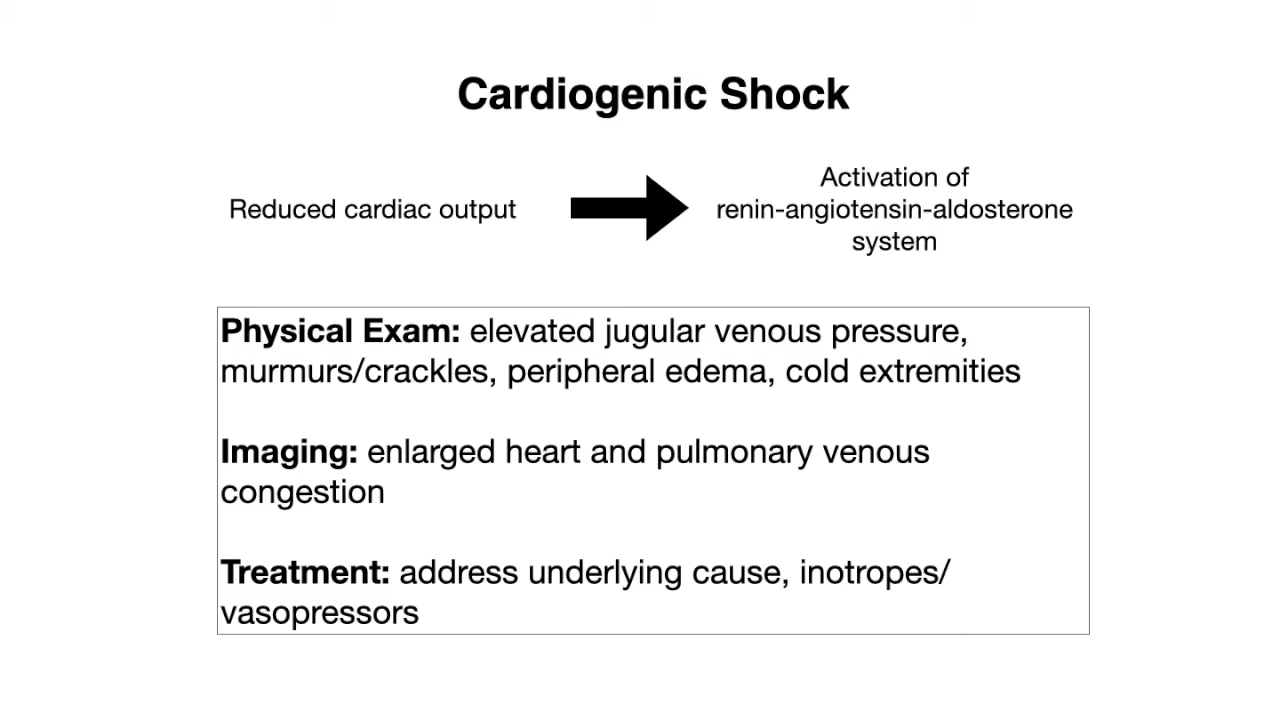 Cardiogenic Shock
Reduced cardiac output
Activation of
renin-angiotensin-aldosterone
system
Physical Exam: elevated jugular venous pressure,
murmurs/crackles, peripheral edema, cold extremities
Imaging: enlarged heart and pulmonary venous
congestion
Treatment: address underlying cause, inotropes/
vasopressors